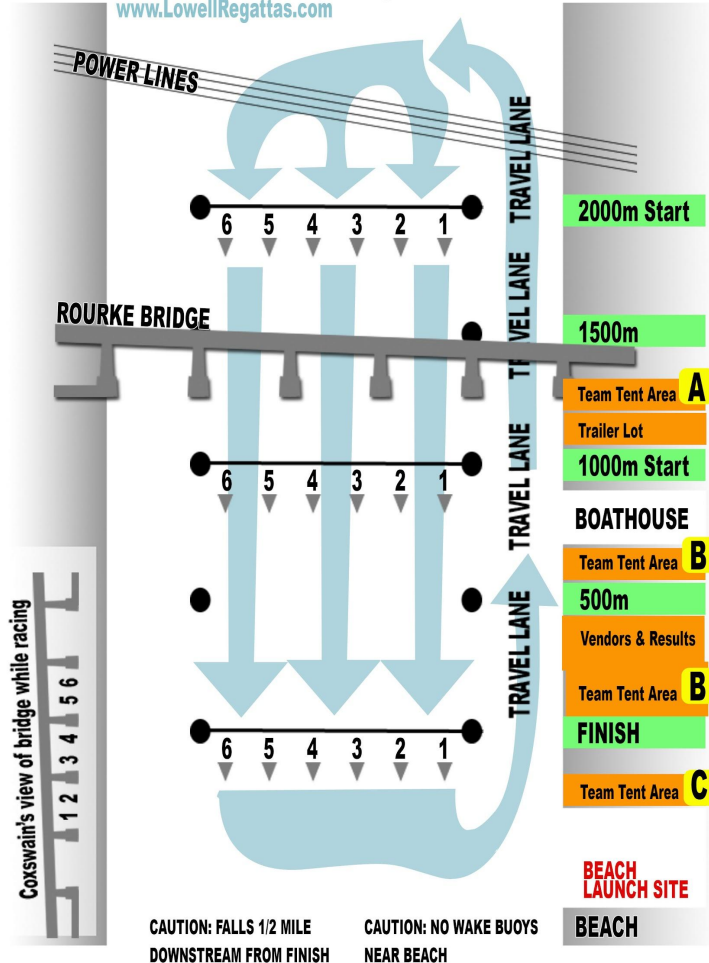 www.LowellRegattas.com
POWER LINES
TRAVEL LANE
2000m Start
6 5 4 3 2 1
TRAVEL LANE
ROURKE BRIDGE
1500m
Team Tent Area A
Trailer Lot
TRAVEL LANE
1000m Start
6 5 4 3 2 1
BOATHOUSE
Team Tent Area B
500m
TRAVEL LANE
Vendors & Results
Team Tent Area B
FINISH
6 5 4 3 2 1
Team Tent Area C
Coxswain's view of bridge while racing
1 2 3 4 5 6
BEACH
LAUNCH SITE
BEACH
CAUTION: FALLS 1/2 MILE
DOWNSTREAM FROM FINISH
CAUTION: NO WAKE BUOYS
NEAR BEACH